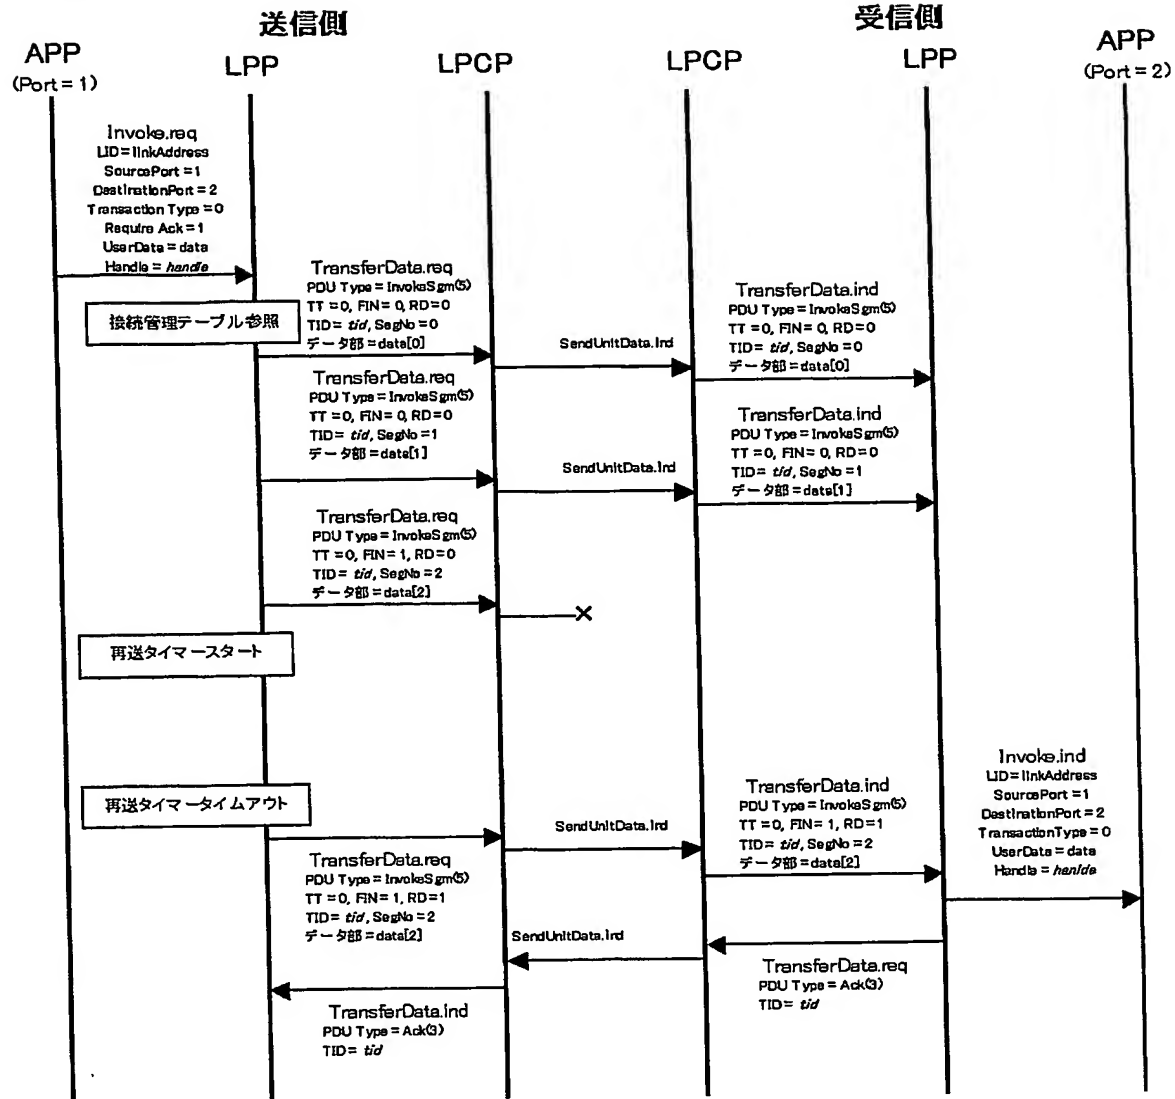 送信側
受信側
APP
(Port = 1)
LPP
LPCP
LPCP
LPP
APP
(Port = 2)
Invoke.req
LID=linkAddress
SourcePort =1
DestinationPort = 2
Transaction Type =0
Require Ack = 1
UserData = data
Handle = handle
接続管理テーブル参照
TransferData.req
PDU Type = InvokeSgm(5)
TT =0, FIN= 0, RD=0
TID= tid, SegNo =0
データ部 =data[0]
SendUnitData.Ind
TransferData.ind
PDU Type = InvokeSgm(5)
TT =0, FIN= 0, RD=0
TID= tid, SegNo =0
データ部 =data[0]
TransferData.req
PDU Type = InvokeSgm(5)
TT =0, FIN= 0, RD=0
TID= tid, SegNo =1
データ部 =data[1]
SendUnitData.Ind
TransferData.ind
PDU Type = InvokeSgm(5)
TT =0, FIN= 0, RD=0
TID= tid, SegNo =1
データ部 =data[1]
TransferData.req
PDU Type = InvokeSgm(5)
TT =0, FIN= 1, RD=0
TID= tid, SegNo =2
データ部 =data[2]
再送タイマースタート
再送タイマータイムアウト
SendUnitData.Ind
TransferData.ind
PDU Type = InvokeSgm(5)
TT =0, FIN= 1, RD=1
TID= tid, SegNo =2
データ部 =data[2]
Invoke.ind
LID=linkAddress
SourcePort =1
DestinationPort = 2
TransactionType =0
UserData = data
Handle = hanlde
TransferData.req
PDU Type = InvokeSgm(5)
TT =0, FIN= 1, RD=1
TID= tid, SegNo =2
データ部 =data[2]
SendUnitData.Ind
TransferData.req
PDU Type = Ack(3)
TID= tid
TransferData.ind
PDU Type = Ack(3)
TID= tid